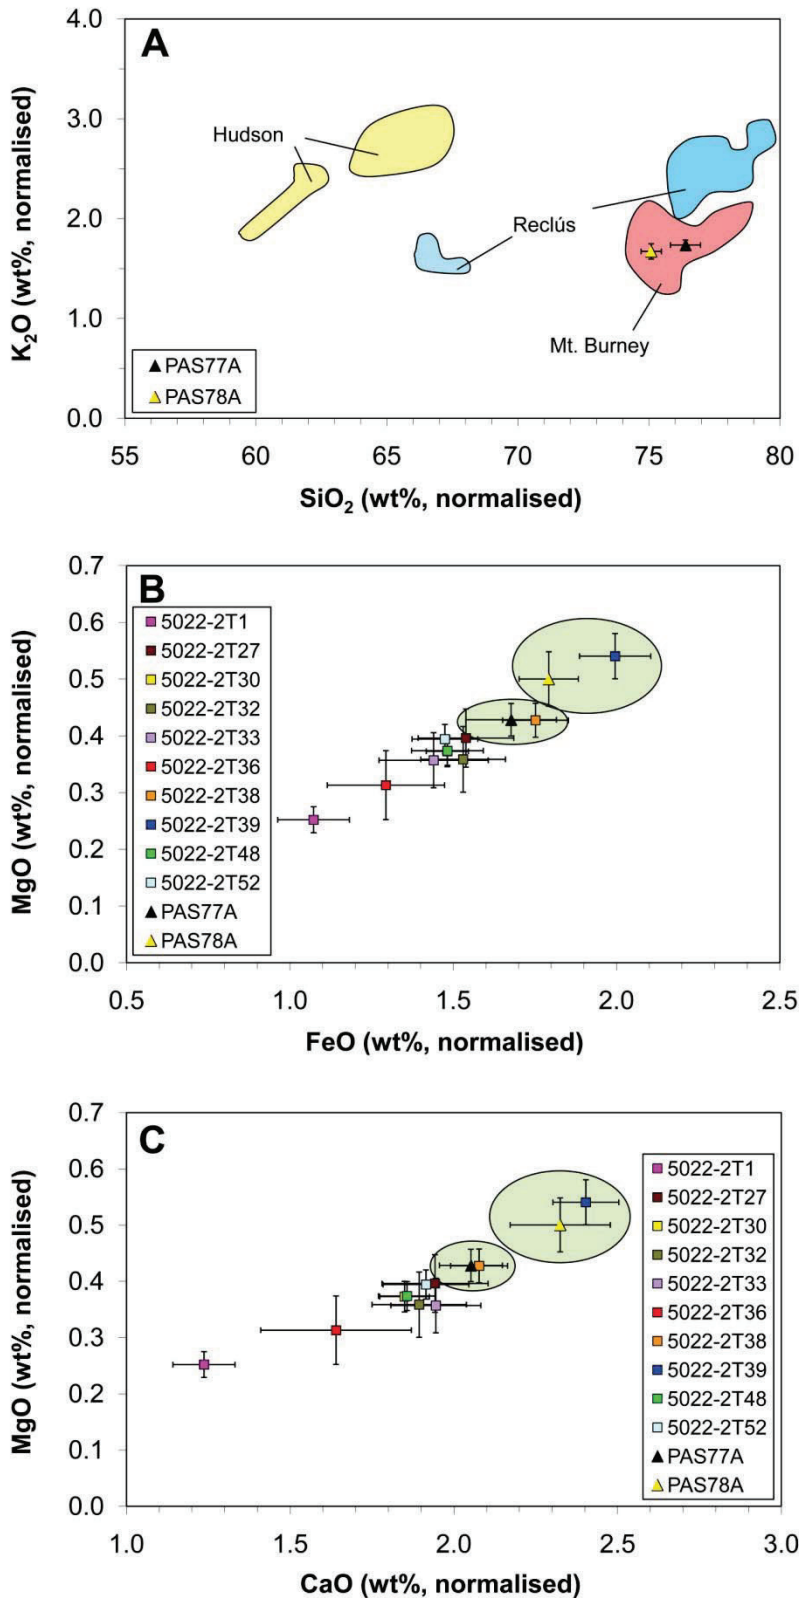 A
4.0
3.0
2.0
1.0
0.0
K₂O (wt%, normalised)
Hudson
Reclús
Mt. Burney
PAS77A
PAS78A
55 60 65 70 75 80
SiO₂ (wt%, normalised)
B
0.7
0.6
0.5
0.4
0.3
0.2
0.1
0.0
MgO (wt%, normalised)
5022-2T1
5022-2T27
5022-2T30
5022-2T32
5022-2T33
5022-2T36
5022-2T38
5022-2T39
5022-2T48
5022-2T52
PAS77A
PAS78A
0.5 1.0 1.5 2.0 2.5
FeO (wt%, normalised)
C
0.7
0.6
0.5
0.4
0.3
0.2
0.1
0.0
MgO (wt%, normalised)
5022-2T1
5022-2T27
5022-2T30
5022-2T32
5022-2T33
5022-2T36
5022-2T38
5022-2T39
5022-2T48
5022-2T52
PAS77A
PAS78A
1.0 1.5 2.0 2.5 3.0
CaO (wt%, normalised)